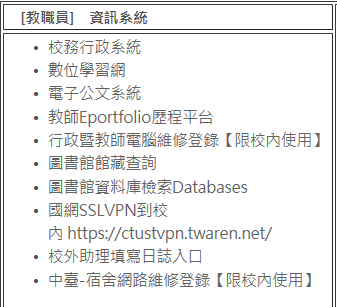 [教職員] 資訊系統
• 校務行政系統
• 數位學習網
• 電子公文系統
• 教師Eportfolio歷程平台
• 行政暨教師電腦維修登錄【限校內使用】
• 圖書館館藏查詢
• 圖書館資料庫檢索Databases
• 國網SSLVPN到校
內 https://ctustvpn.twaren.net/
• 校外助理填寫日誌入口
• 中臺-宿舍網路維修登錄【限校內使用】